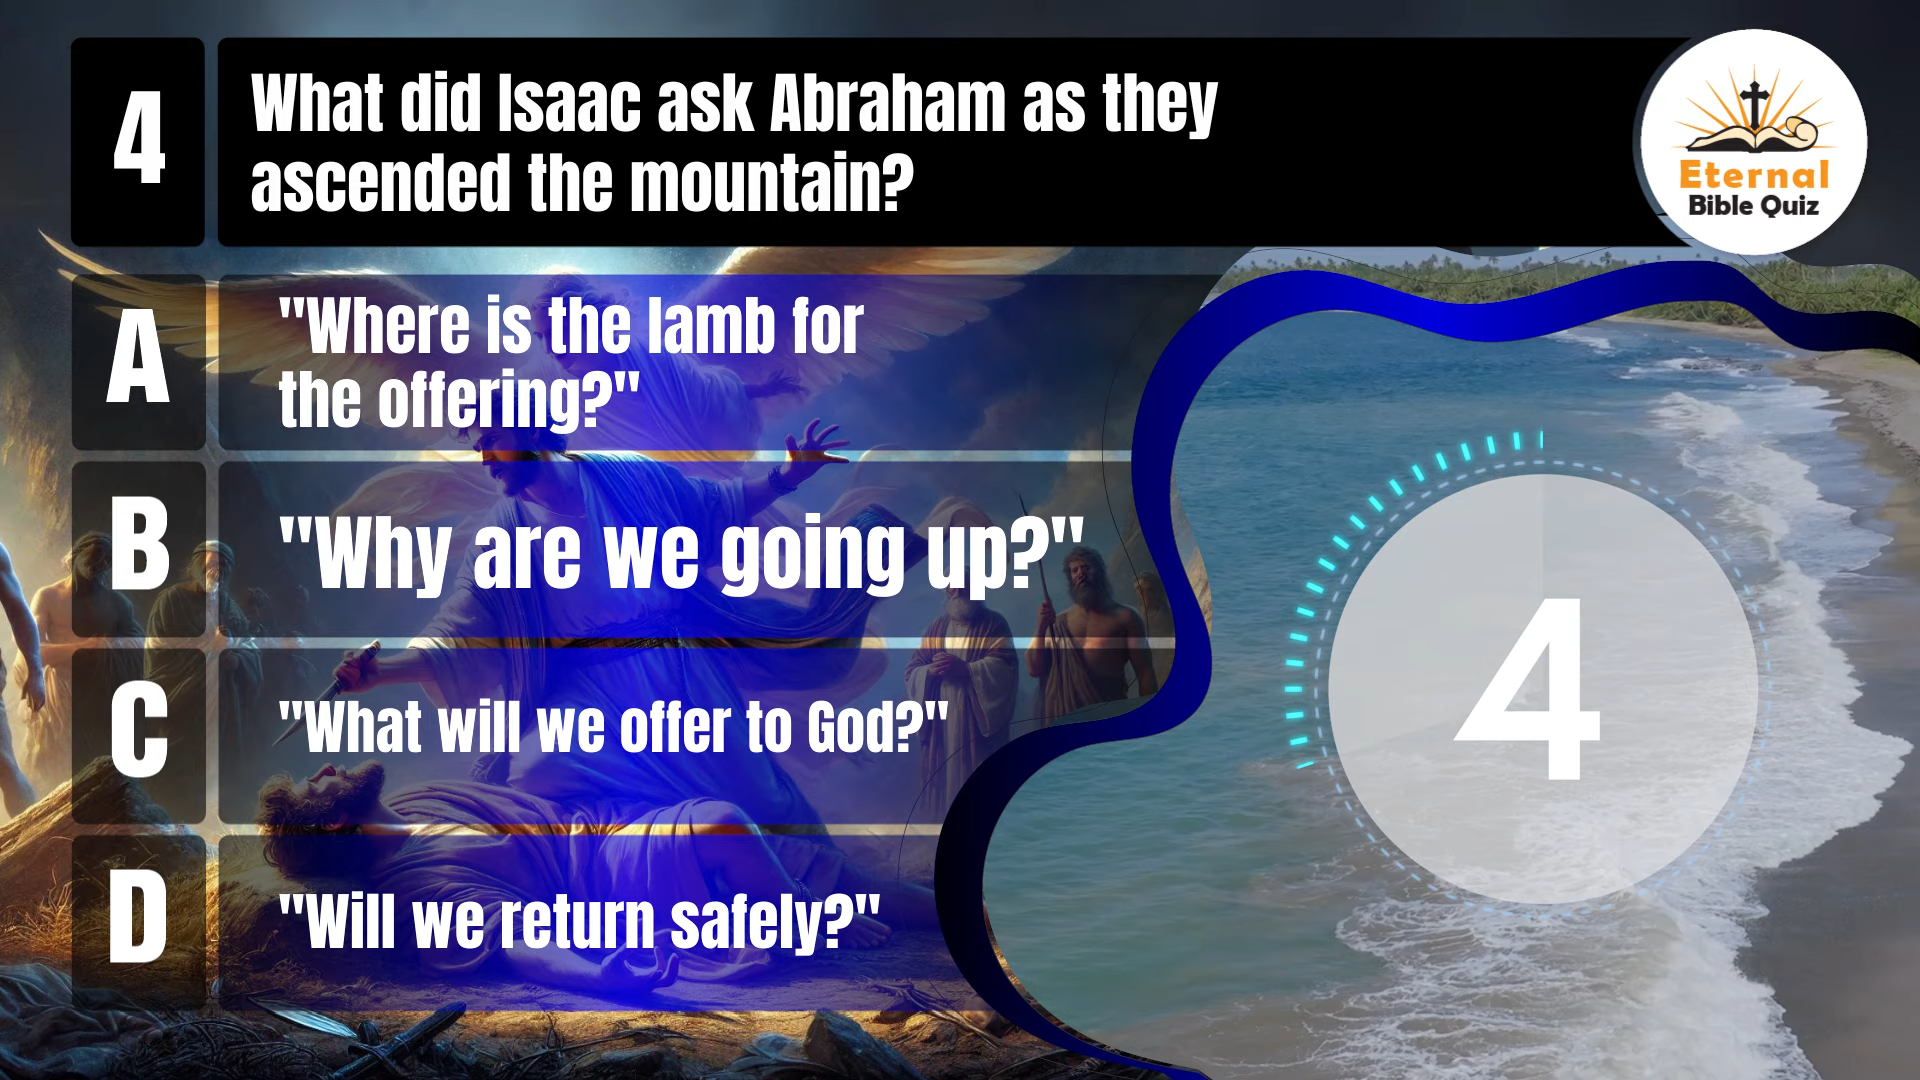 4
What did Isaac ask Abraham as they
ascended the mountain?
Eternal
Bible Quiz
A
"Where is the lamb for
the offering?"
B
"Why are we going up?"
C
"What will we offer to God?"
D
"Will we return safely?"
4